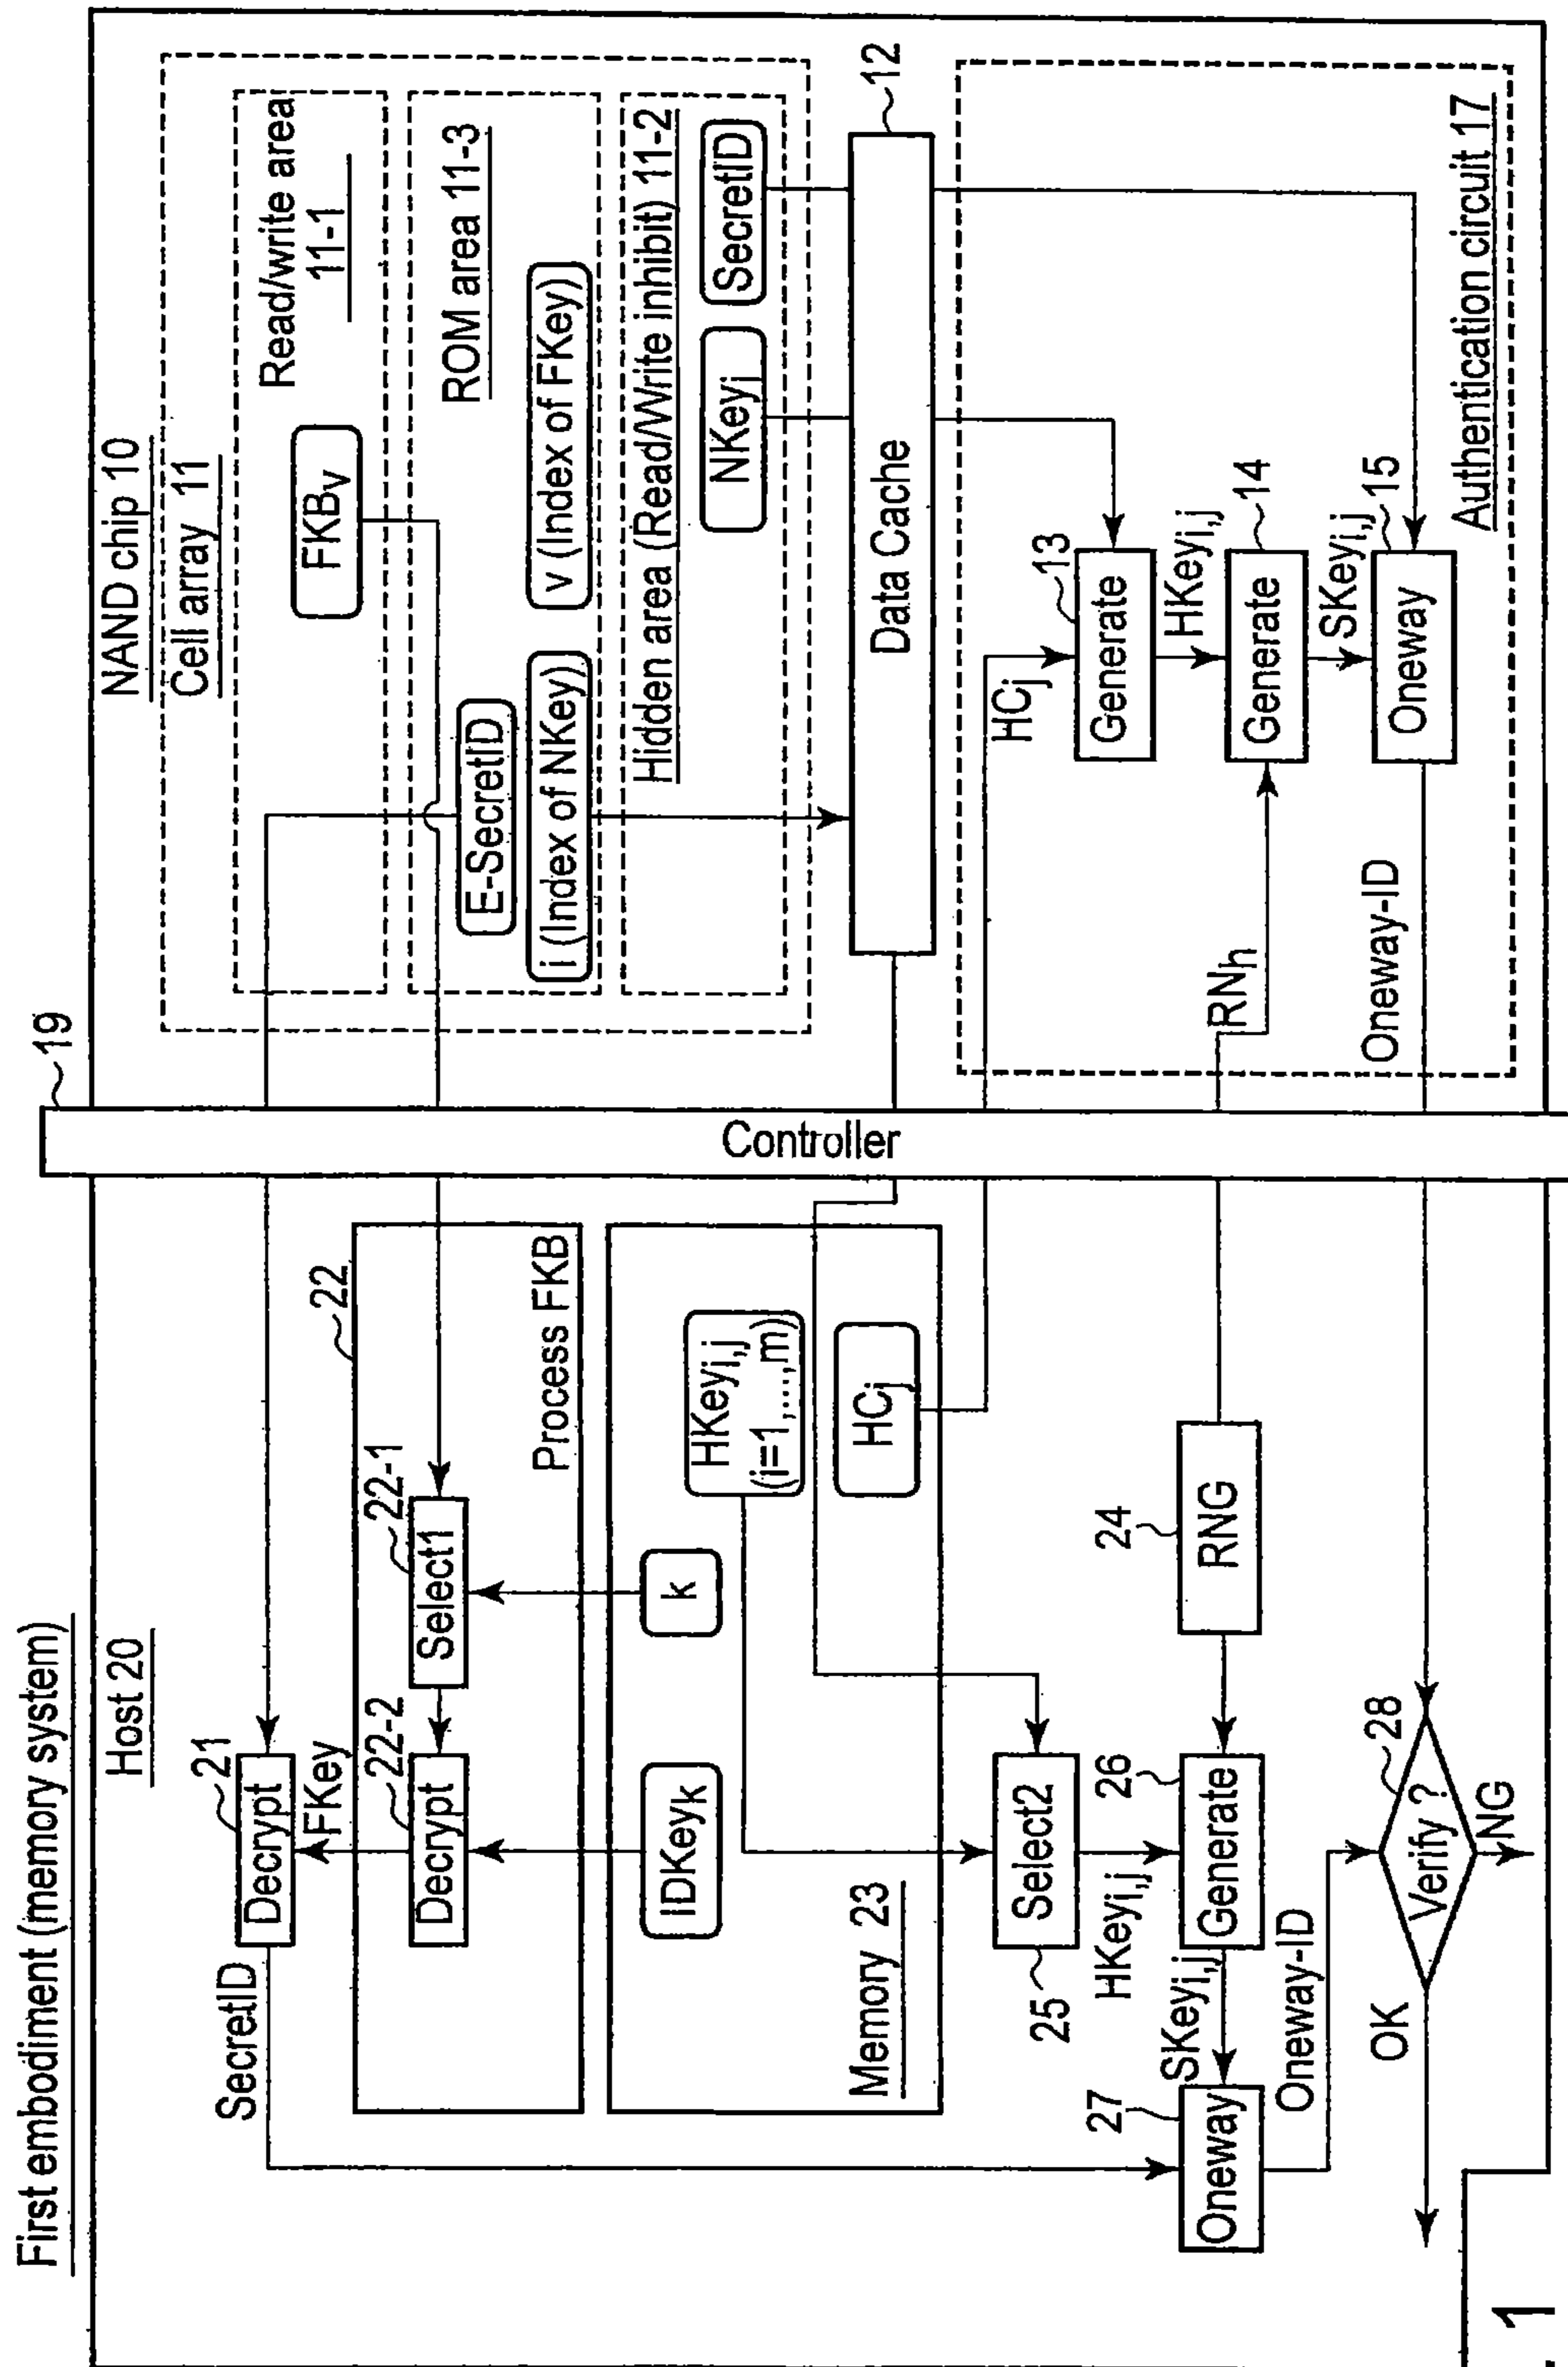 First embodiment (memory system)
Host 20
SecretID
21
Decrypt
FKey
22
22-2
Decrypt
22-1
Select1
Process FKB
IDKeyk
k
HKeyi,j
(i=1,...,m)
HCj
Memory 23
Select2
25
HKeyi,j
26
Generate
24
RNG
SKeyi,j
27
Oneway
Oneway-ID
28
Verify ?
OK
NG
19
Controller
NAND chip 10
Cell array 11
Read/write area
11-1
FKBv
ROM area 11-3
E-SecretID
i (Index of NKey)
v (Index of FKey)
Hidden area (Read/Write inhibit) 11-2
NKeyi
SecretID
12
Data Cache
HCj
13
Generate
HKeyi,j
RNh
14
Generate
SKeyi,j
15
Oneway
Oneway-ID
Authentication circuit 17
1